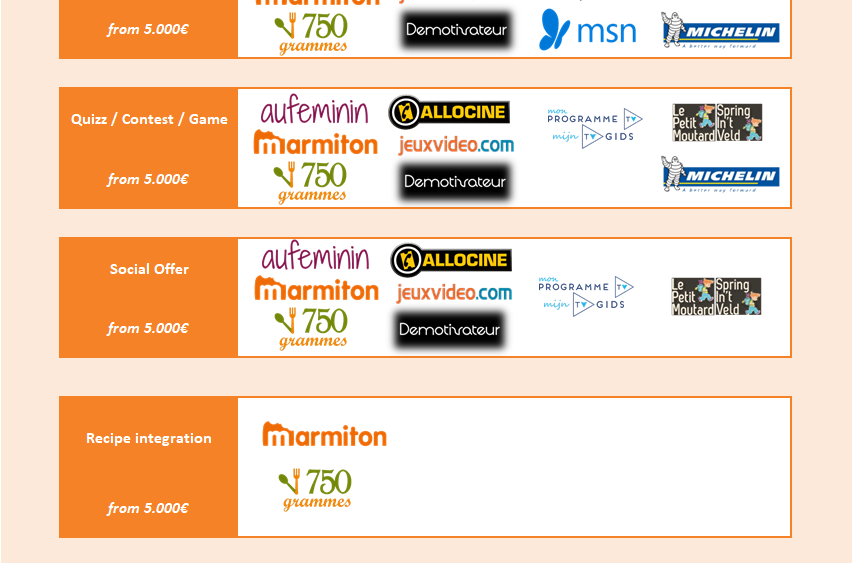 marmiton
from 5.000€
750
grammes
Demotivateur
msn
MICHELIN
A better way forward
Quizz / Contest / Game
from 5.000€
aufeminin
marmiton
750
grammes
ALLOCINE
jeuxvideo.com
Demotivateur
mon
PROGRAMME TV
mijn TV GIDS
Le Spring
Petit In't
Moutard Veld
MICHELIN
A better way forward
Social Offer
from 5.000€
aufeminin
marmiton
750
grammes
ALLOCINE
jeuxvideo.com
Demotivateur
mon
PROGRAMME TV
mijn TV GIDS
Le Spring
Petit In't
Moutard Veld
Recipe integration
from 5.000€
marmiton
750
grammes